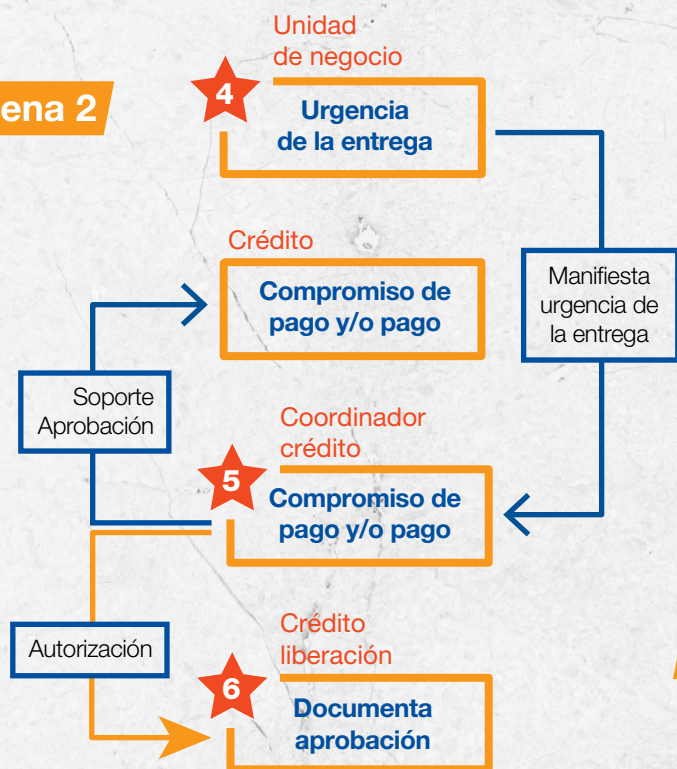 Unidad
de negocio
ena 2
4
Urgencia
de la entrega
Crédito
Compromiso de
pago y/o pago
Manifiesta
urgencia de
la entrega
Soporte
Aprobación
Coordinador
crédito
5
Compromiso de
pago y/o pago
Autorización
Crédito
liberación
6
Documenta
aprobación